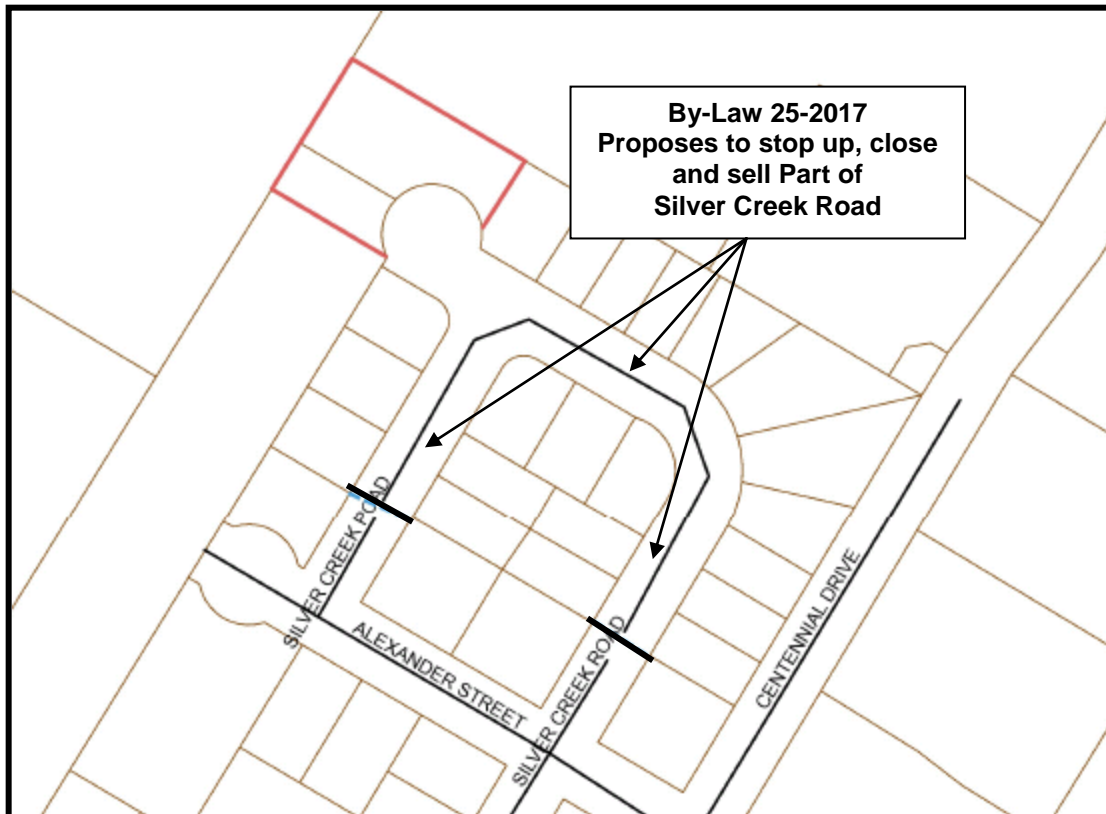 By-Law 25-2017
Proposes to stop up, close
and sell Part of
Silver Creek Road
SILVER CREEK ROAD
ALEXANDER STREET
SILVER CREEK ROAD
CENTENNIAL DRIVE